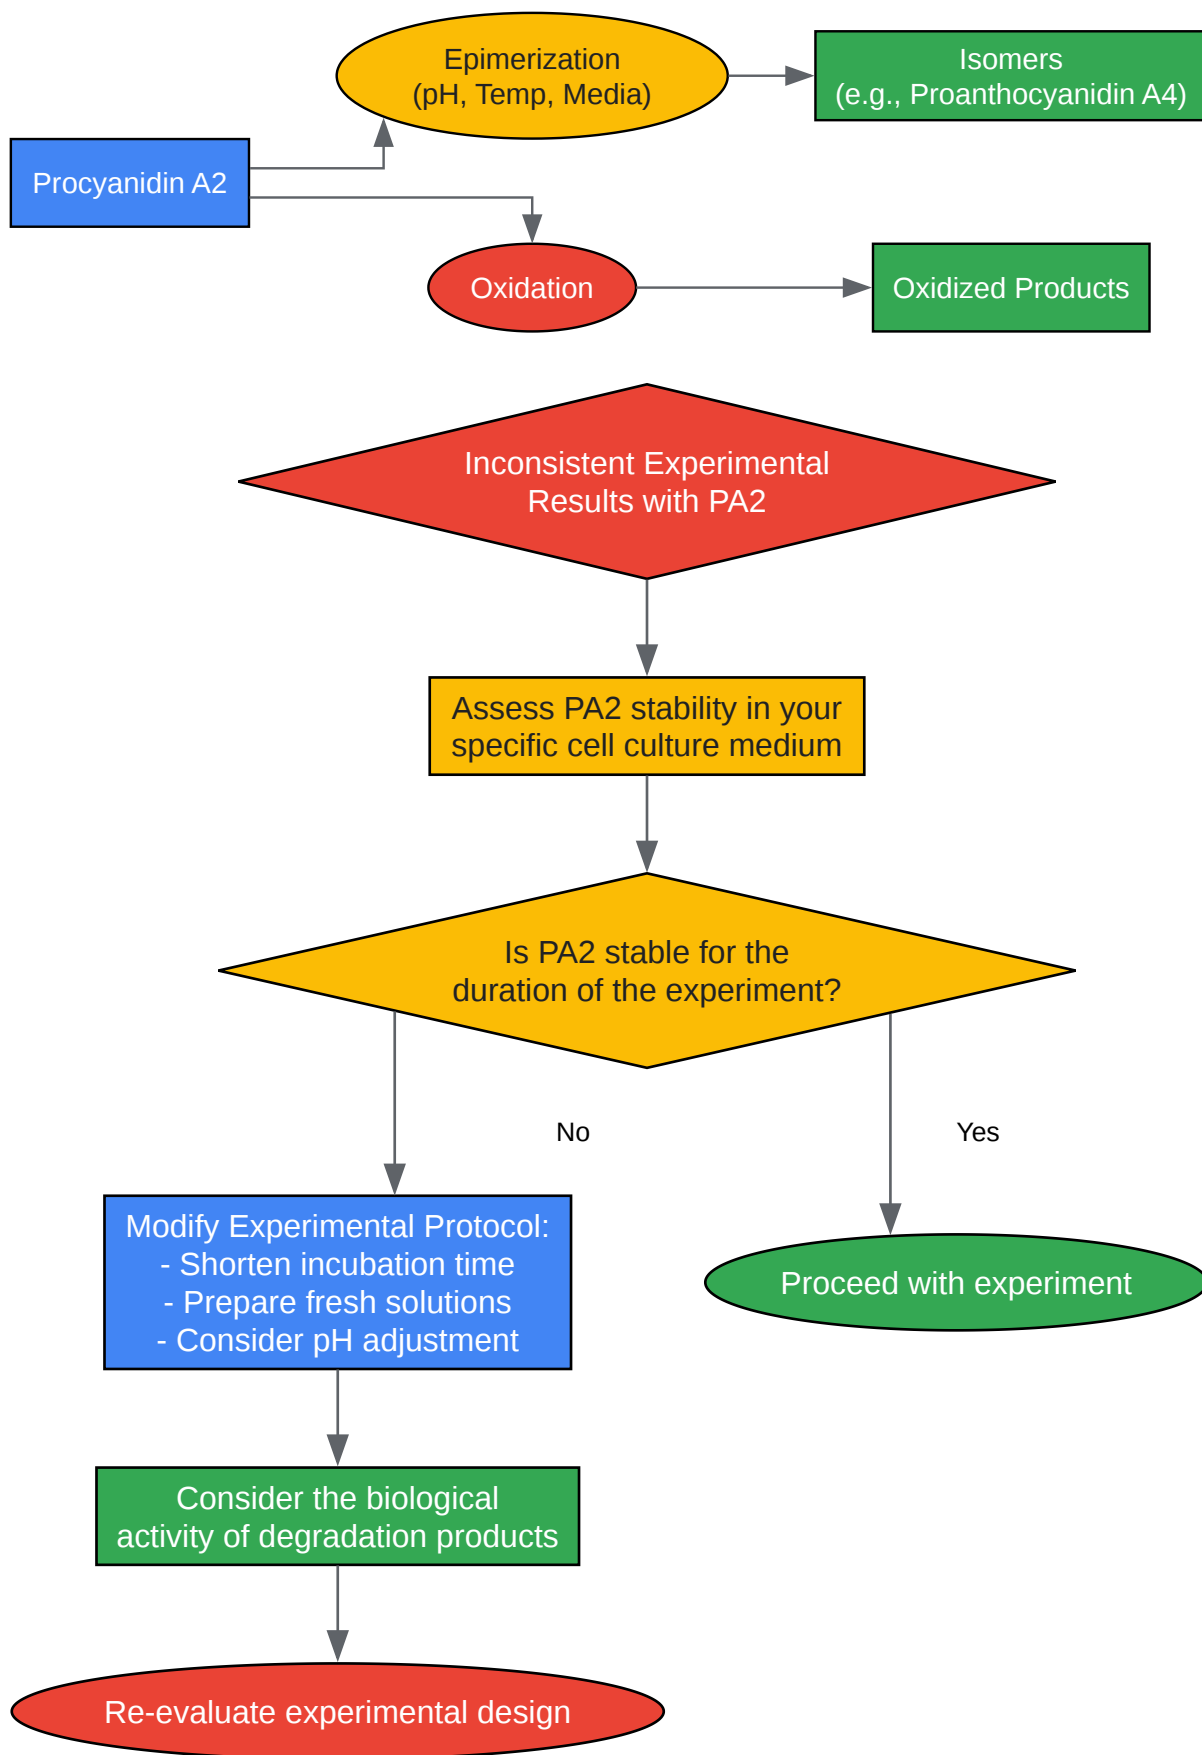 Epimerization
(pH, Temp, Media)
Isomers
(e.g., Proanthocyanidin A4)
Procyanidin A2
Oxidation
Oxidized Products
Inconsistent Experimental
Results with PA2
Assess PA2 stability in your
specific cell culture medium
Is PA2 stable for the
duration of the experiment?
No
Yes
Modify Experimental Protocol:
- Shorten incubation time
- Prepare fresh solutions
- Consider pH adjustment
Proceed with experiment
Consider the biological
activity of degradation products
Re-evaluate experimental design